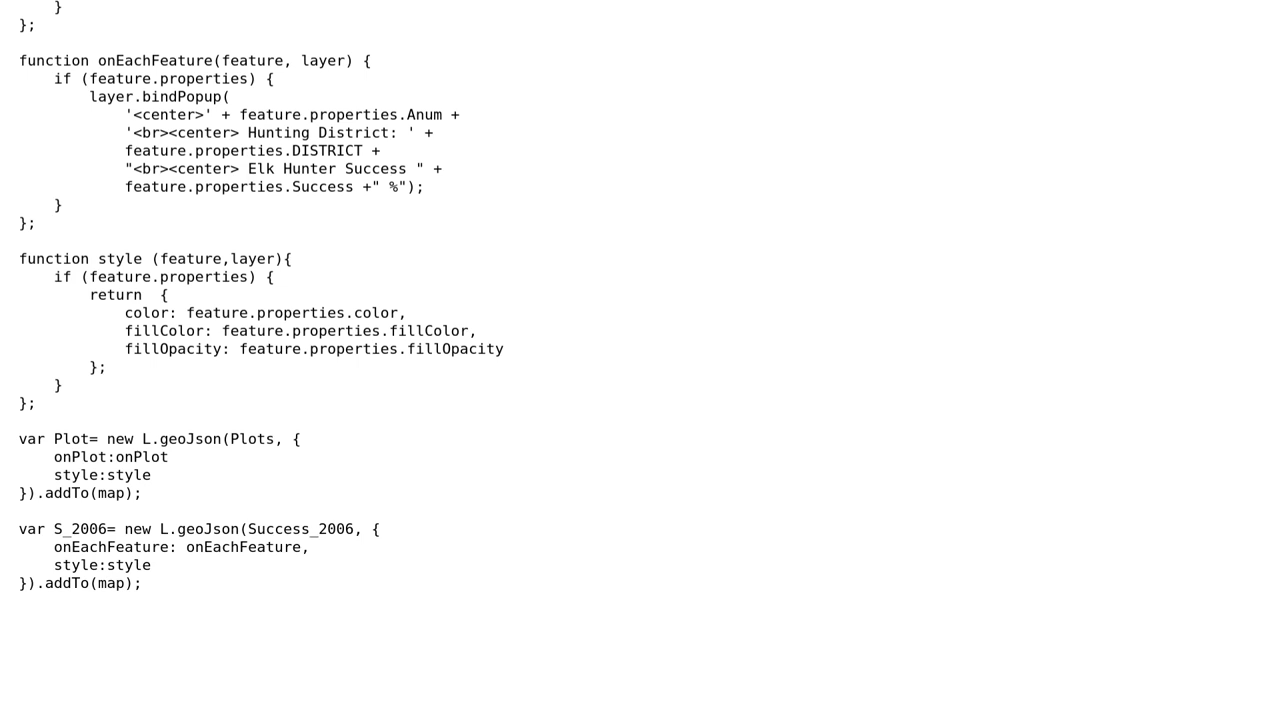 }
};

function onEachFeature(feature, layer) {
    if (feature.properties) {
        layer.bindPopup(
            '<center>' + feature.properties.Anum +
            '<br><center> Hunting District: ' +
            feature.properties.DISTRICT +
            "<br><center> Elk Hunter Success " +
            feature.properties.Success +" %");
    }
};

function style (feature,layer){
    if (feature.properties) {
        return  {
            color: feature.properties.color,
            fillColor: feature.properties.fillColor,
            fillOpacity: feature.properties.fillOpacity
        };
    }
};

var Plot= new L.geoJson(Plots, {
    onPlot:onPlot
    style:style
}).addTo(map);

var S_2006= new L.geoJson(Success_2006, {
    onEachFeature: onEachFeature,
    style:style
}).addTo(map);